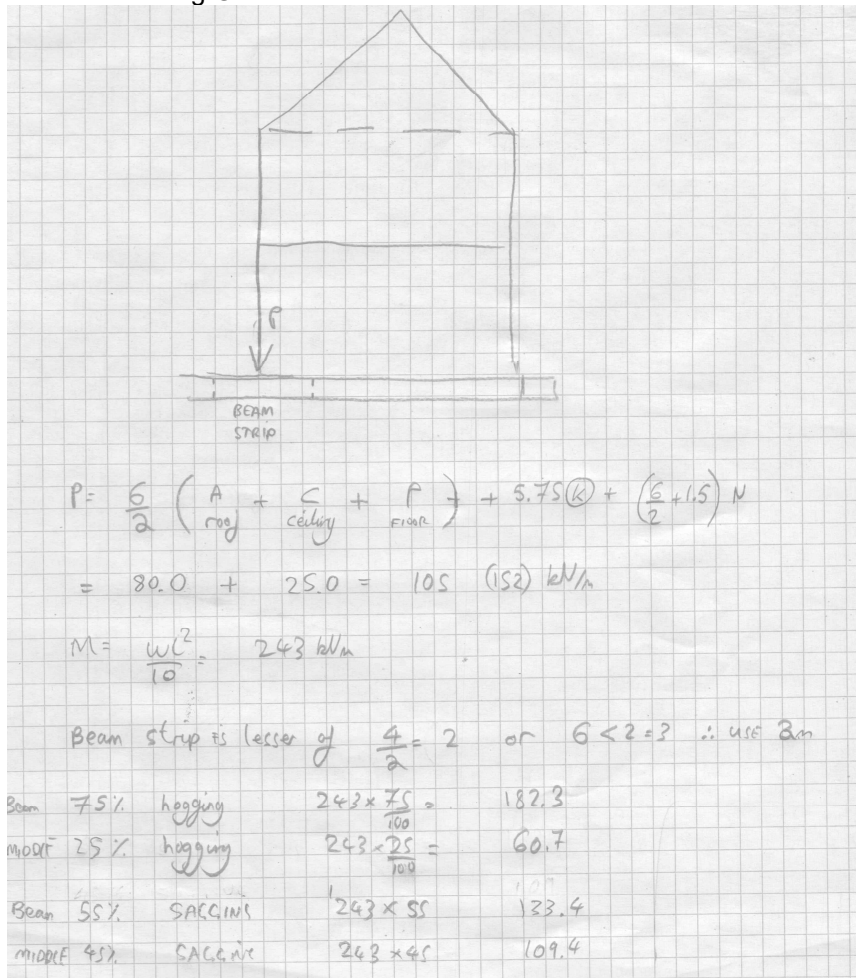 P
BEAM
STRIP
P = 6/2 ( A roof + C ceiling + P FLOOR ) + 5.75 (K) + (6/2 + 1.5) N
= 80.0 + 25.0 = 105 (152) kN/m
M = wl²/10 = 243 kNm
Beam strip is lesser of 4/2 = 2 or 6 < 2 = 3 ∴ USE 2m
Beam 75% hogging 243 × 75/100 = 182.3
MIDDLE 25% hogging 243 × 25/100 = 60.7
Beam 55% SAGGING 243 × 55 133.4
MIDDLE 45% SAGGING 243 × 45 109.4